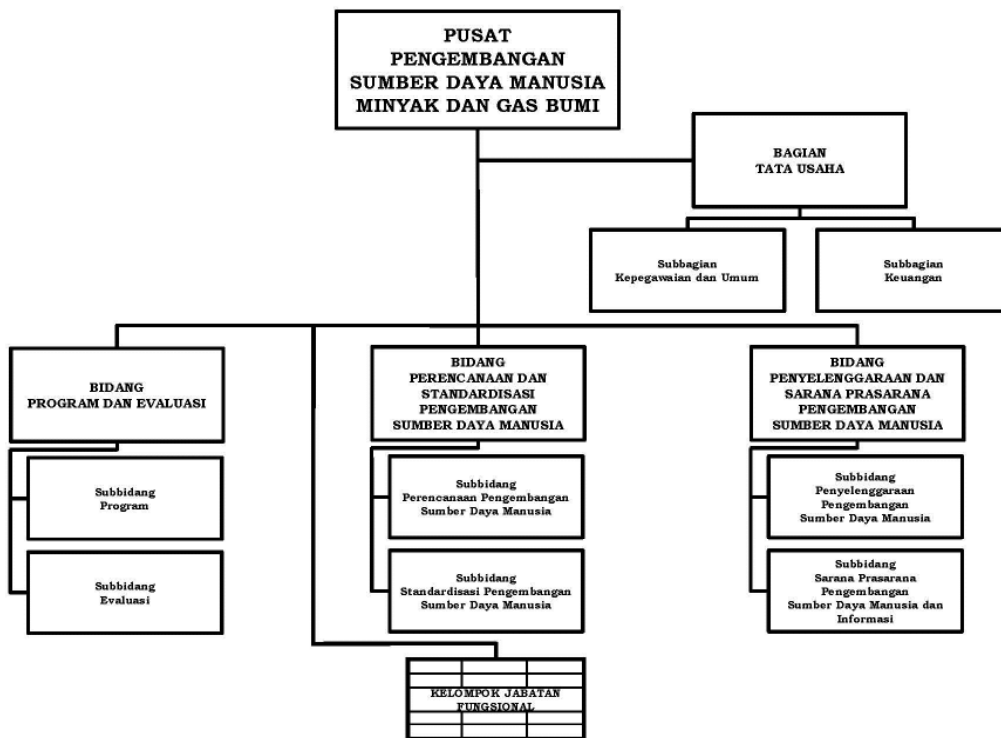 PUSAT
PENGEMBANGAN
SUMBER DAYA MANUSIA
MINYAK DAN GAS BUMI
BAGIAN
TATA USAHA
Subbagian
Kepegawaian dan Umum
Subbagian
Keuangan
BIDANG
PROGRAM DAN EVALUASI
BIDANG
PERENCANAAN DAN
STANDARDISASI
PENGEMBANGAN
SUMBER DAYA MANUSIA
BIDANG
PENYELENGGARAAN DAN
SARANA PRASARANA
PENGEMBANGAN
SUMBER DAYA MANUSIA
Subbidang
Program
Subbidang
Perencanaan Pengembangan
Sumber Daya Manusia
Subbidang
Penyelenggaraan
Pengembangan
Sumber Daya Manusia
Subbidang
Evaluasi
Subbidang
Standardisasi Pengembangan
Sumber Daya Manusia
Subbidang
Sarana Prasarana
Pengembangan
Sumber Daya Manusia dan
Informasi
KELOMPOK JABATAN
FUNGSIONAL